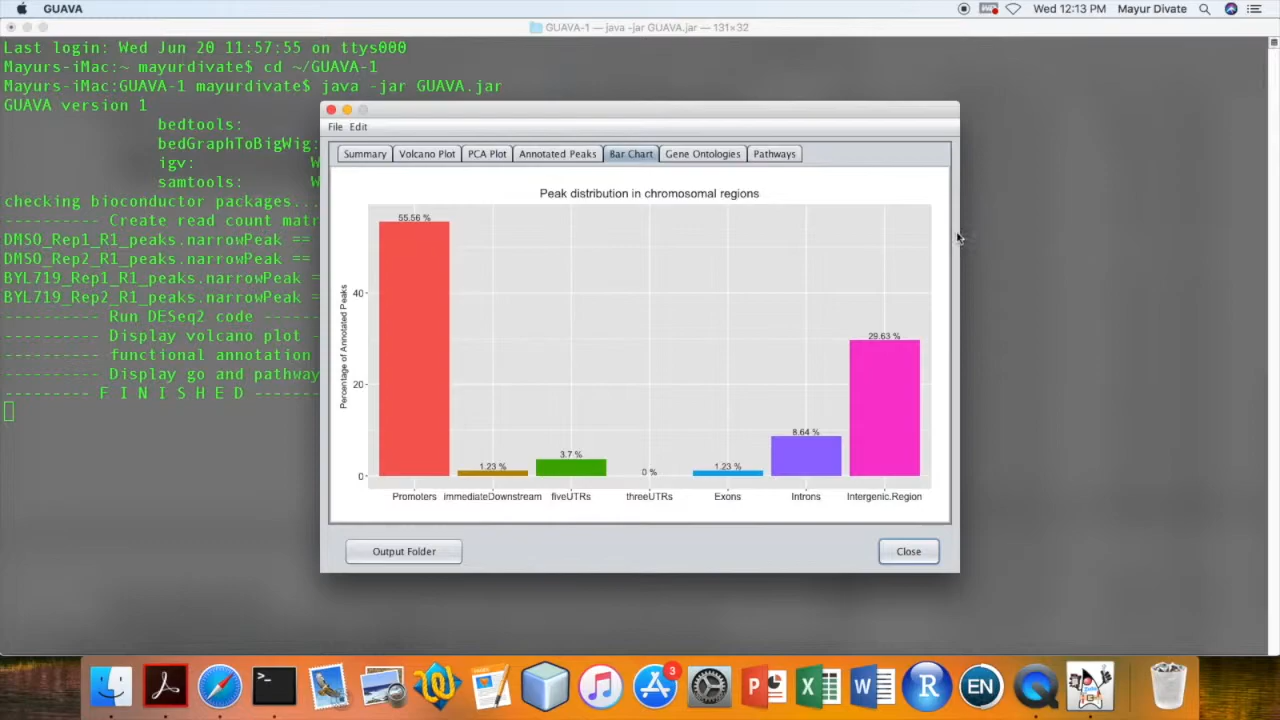 GUAVA
Wed 12:13 PM Mayur Divate
GUAVA-1 — java -jar GUAVA.jar — 131×32
Last login: Wed Jun 20 11:57:55 on ttys000
Mayurs-iMac:~ mayurdivate$ cd ~/GUAVA-1
Mayurs-iMac:GUAVA-1 mayurdivate$ java -jar GUAVA.jar
GUAVA version 1
bedtools:
bedGraphToBigWig:
igv: W
samtools: W
checking bioconductor packages...
---------- Create read count matr
DMSO_Rep1_R1_peaks.narrowPeak ==
DMSO_Rep2_R1_peaks.narrowPeak ==
BYL719_Rep1_R1_peaks.narrowPeak =
BYL719_Rep2_R1_peaks.narrowPeak =
---------- Run DESeq2 code ------
---------- Display volcano plot -
---------- functional annotation
---------- Display go and pathway
--------- F I N I S H E D -------
File Edit
Summary Volcano Plot PCA Plot Annotated Peaks Bar Chart Gene Ontologies Pathways
Peak distribution in chromosomal regions
Percentage of Annotated Peaks
40
20
0
55.56 %
1.23 %
3.7 %
0 %
1.23 %
8.64 %
29.63 %
Promoters immediateDownstream fiveUTRs threeUTRs Exons Introns Intergenic.Region
Output Folder Close
3
P X W R EN